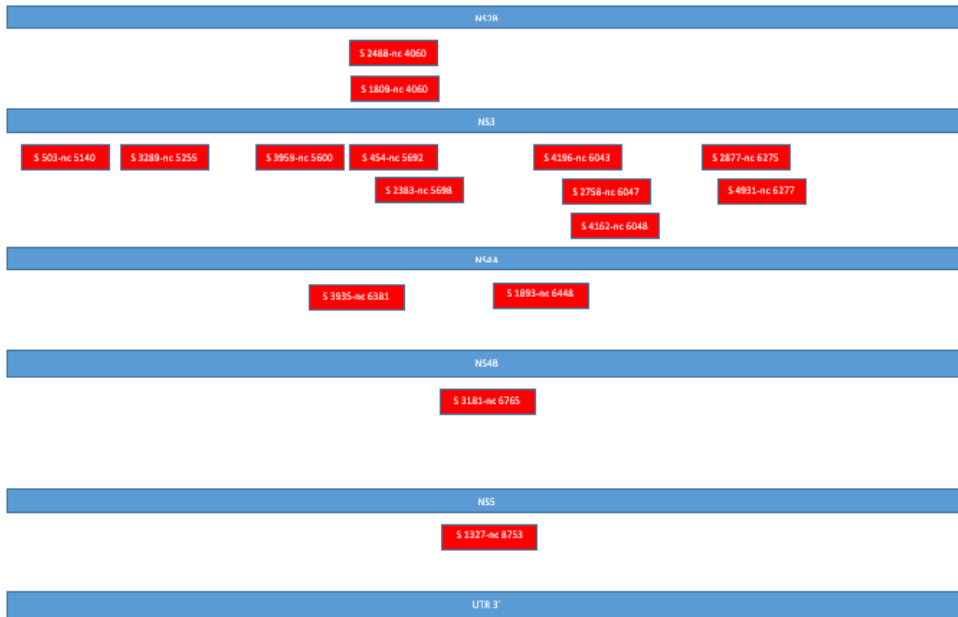 NS2B
S 2488-nc 4060
S 1809-nc 4060
NS3
S 503-nc 5140
S 3289-nc 5255
S 3959-nc 5600
S 454-nc 5692
S 4196-nc 6043
S 2877-nc 6275
S 2383-nc 5698
S 2758-nc 6047
S 4931-nc 6277
S 4162-nc 6048
NS4A
S 3935-nc 6381
S 1893-nc 6448
NS4B
S 3181-nc 6765
NS5
S 1327-nc 8753
UTR 3'